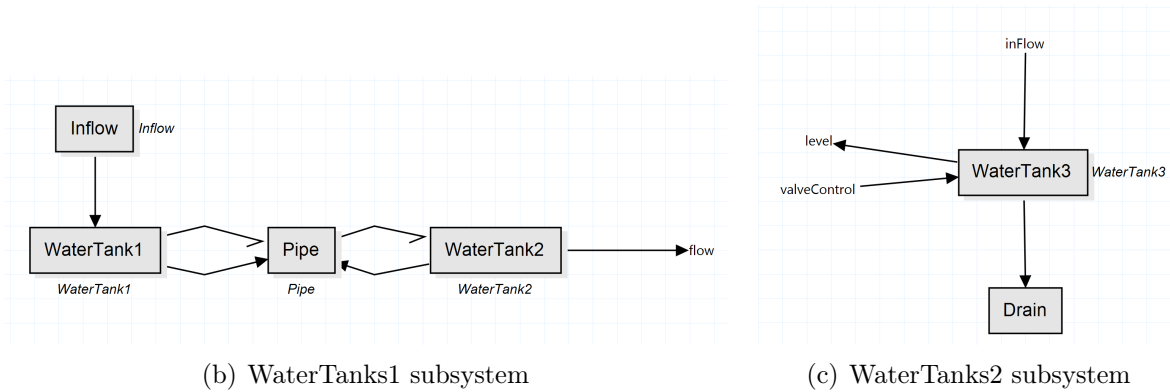 Inflow Inflow
WaterTank1 Pipe WaterTank2 flow
WaterTank1 Pipe WaterTank2
(b) WaterTanks1 subsystem
inFlow
level
WaterTank3 WaterTank3
valveControl
Drain
(c) WaterTanks2 subsystem